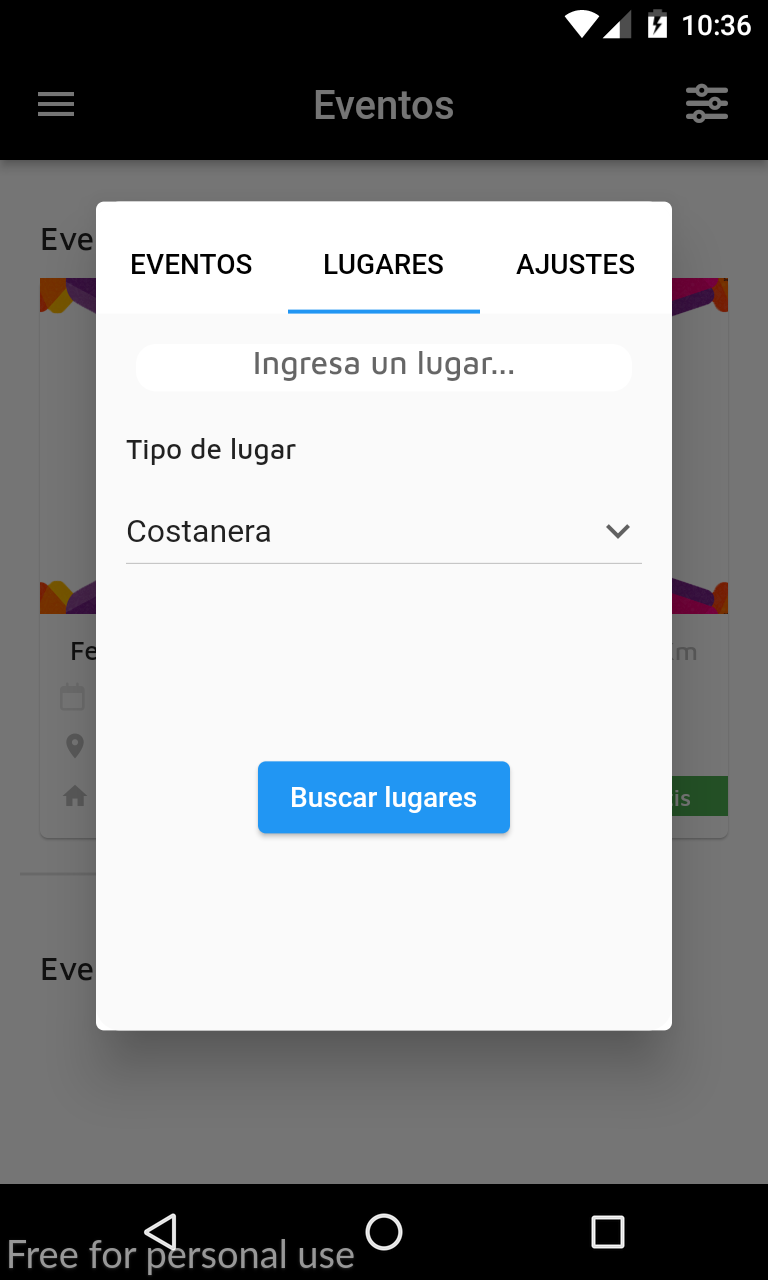 10:36
Eventos
Eve
EVENTOS LUGARES AJUSTES
Ingresa un lugar...
Tipo de lugar
Costanera
Fe
Buscar lugares
is
Eve
Free for personal use